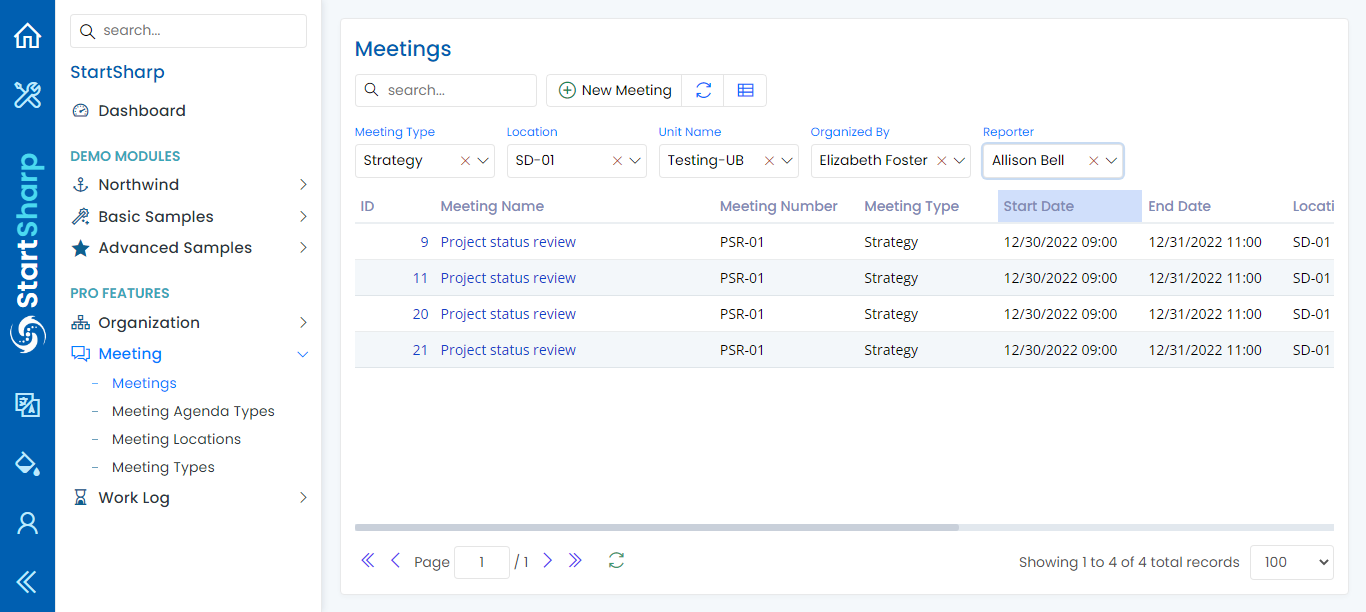 search...
StartSharp
Dashboard
DEMO MODULES
Northwind
Basic Samples
Advanced Samples
PRO FEATURES
Organization
Meeting
Meetings
Meeting Agenda Types
Meeting Locations
Meeting Types
Work Log
StartSharp
Meetings
search...
New Meeting
Meeting Type Location Unit Name Organized By Reporter
Strategy SD-01 Testing-UB Elizabeth Foster Allison Bell
ID Meeting Name Meeting Number Meeting Type Start Date End Date Locati
9 Project status review PSR-01 Strategy 12/30/2022 09:00 12/31/2022 11:00 SD-01
11 Project status review PSR-01 Strategy 12/30/2022 09:00 12/31/2022 11:00 SD-01
20 Project status review PSR-01 Strategy 12/30/2022 09:00 12/31/2022 11:00 SD-01
21 Project status review PSR-01 Strategy 12/30/2022 09:00 12/31/2022 11:00 SD-01
Page 1 / 1
Showing 1 to 4 of 4 total records 100